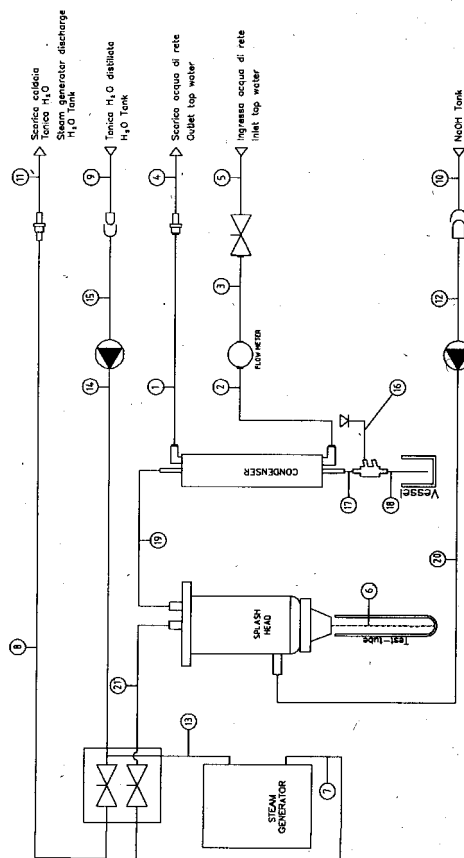 Scarico caldaia
Tanica H₂O
Steam generator discharge
H₂O Tank
Tanica H₂O distillata
H₂O Tank
Scarico acqua di rete
Outlet tap water
Ingresso acqua di rete
Inlet tap water
NaOH Tank
11
9
4
5
10
15
3
12
FLOW METER
14
1
2
16
CONDENSER
17
18
Vessel
19
20
8
21
SPLASH
HEAD
6
Test-tube
13
STEAM
GENERATOR
7